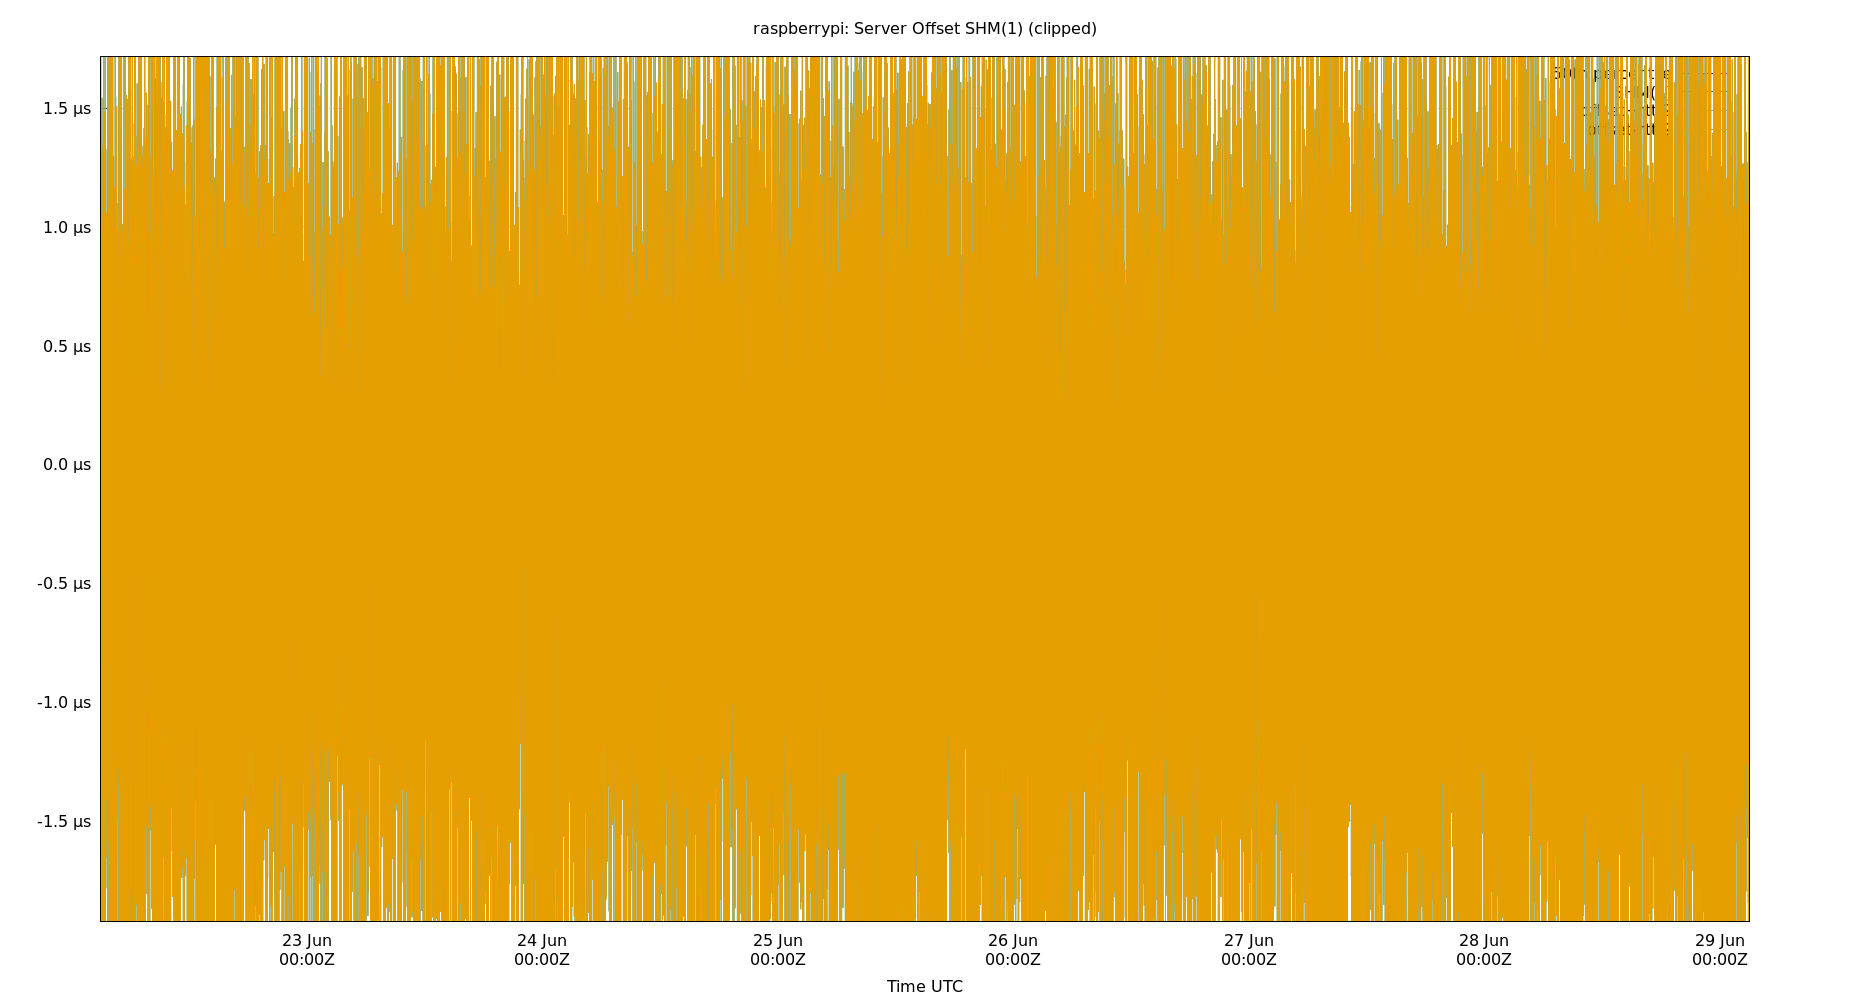 raspberrypi: Server Offset SHM(1) (clipped)
1.5 µs
1.0 µs
0.5 µs
0.0 µs
-0.5 µs
-1.0 µs
-1.5 µs
23 Jun 24 Jun 25 Jun 26 Jun 27 Jun 28 Jun 29 Jun
00:00Z 00:00Z 00:00Z 00:00Z 00:00Z 00:00Z 00:00Z
Time UTC